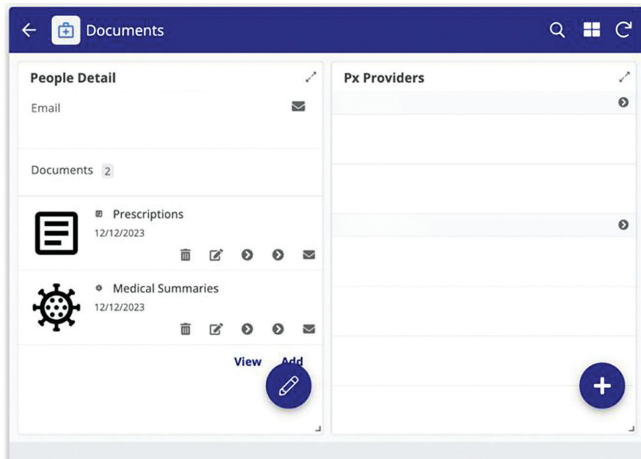 Documents
People Detail
Email
Documents 2
Prescriptions
12/12/2023
Medical Summaries
12/12/2023
View Add
Px Providers